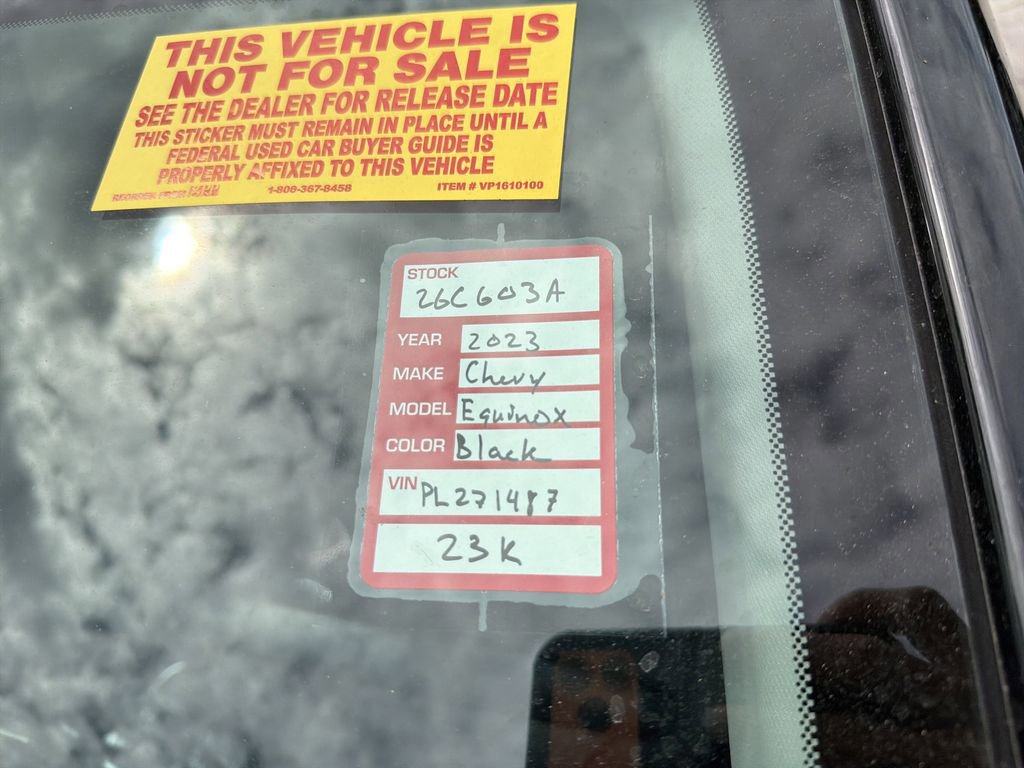 THIS VEHICLE IS
NOT FOR SALE
SEE THE DEALER FOR RELEASE DATE
THIS STICKER MUST REMAIN IN PLACE UNTIL A
FEDERAL USED CAR BUYER GUIDE IS
PROPERLY AFFIXED TO THIS VEHICLE
REORDER FROM 1-800-367-8458 ITEM # VP1610100
STOCK
26C603A
YEAR 2023
MAKE Chevy
MODEL Equinox
COLOR Black
VIN PL271487
23K